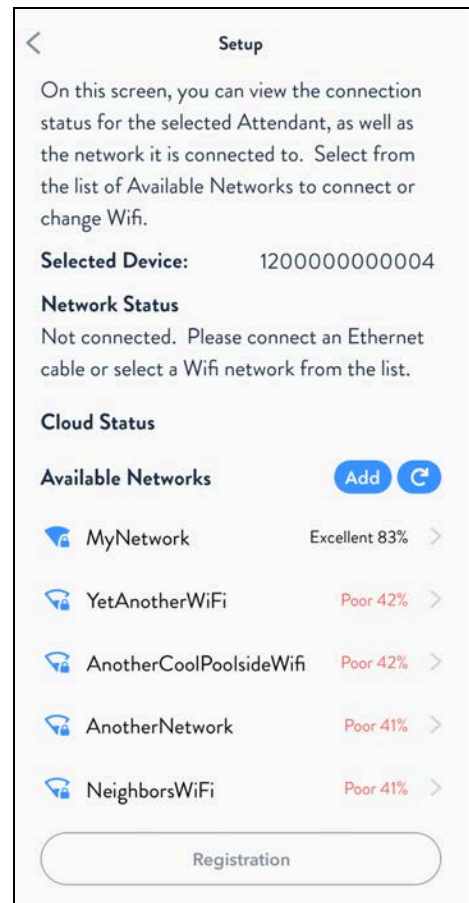 Setup
On this screen, you can view the connection
status for the selected Attendant, as well as
the network it is connected to.  Select from
the list of Available Networks to connect or
change Wifi.
Selected Device: 1200000000004
Network Status
Not connected.  Please connect an Ethernet
cable or select a Wifi network from the list.
Cloud Status
Available Networks Add
MyNetwork Excellent 83%
YetAnotherWiFi Poor 42%
AnotherCoolPoolsideWifi Poor 42%
AnotherNetwork Poor 41%
NeighborsWiFi Poor 41%
Registration